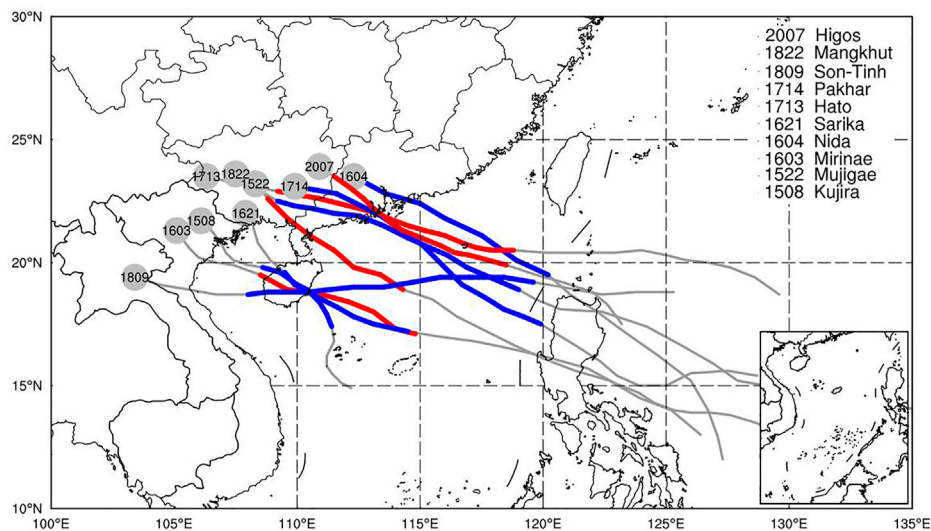 30°N
2007 Higos
1822 Mangkhut
1809 Son-Tinh
1714 Pakhar
1713 Hato
1621 Sarika
1604 Nida
1603 Mirinae
1522 Mujigae
1508 Kujira
25°N
1713
1822
1522
1714
2007
1604
1603
1508
1621
20°N
1809
15°N
10°N
100°E
105°E
110°E
115°E
120°E
125°E
130°E
135°E